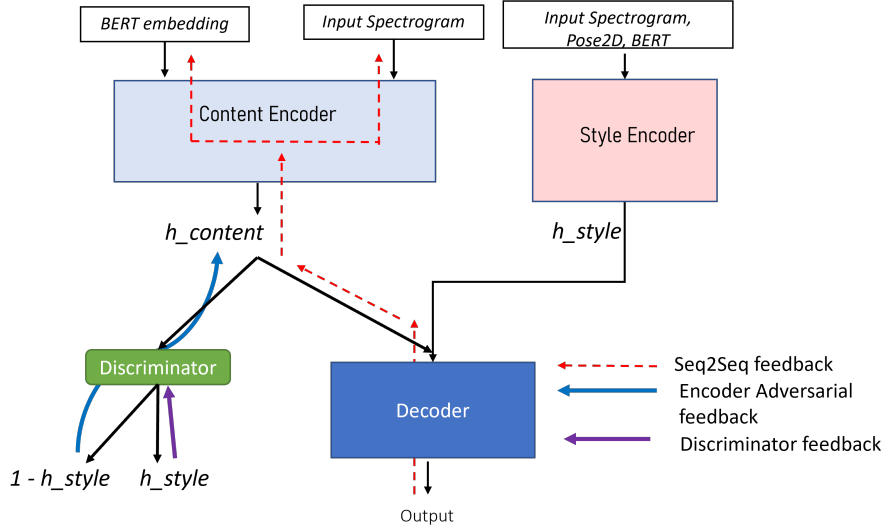 BERT embedding
Input Spectrogram
Input Spectrogram,
Pose2D, BERT
Content Encoder
Style Encoder
h_content
h_style
Discriminator
Decoder
Seq2Seq feedback
Encoder Adversarial
feedback
Discriminator feedback
1 - h_style
h_style
Output